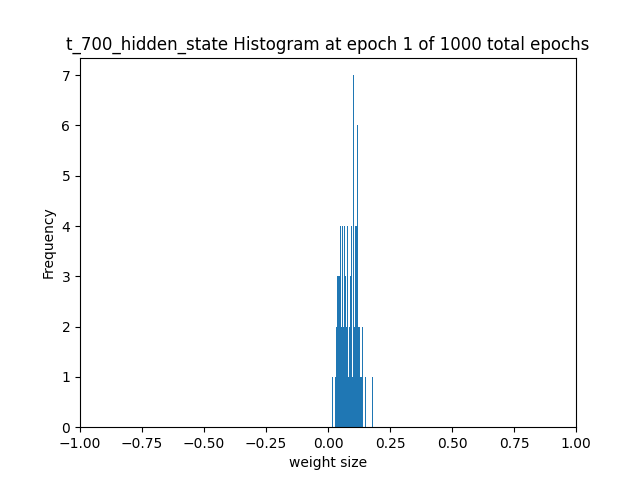 t_700_hidden_state Histogram at epoch 1 of 1000 total epochs
7
6
5
4
3
2
1
0
Frequency
−1.00 −0.75 −0.50 −0.25 0.00 0.25 0.50 0.75 1.00
weight size